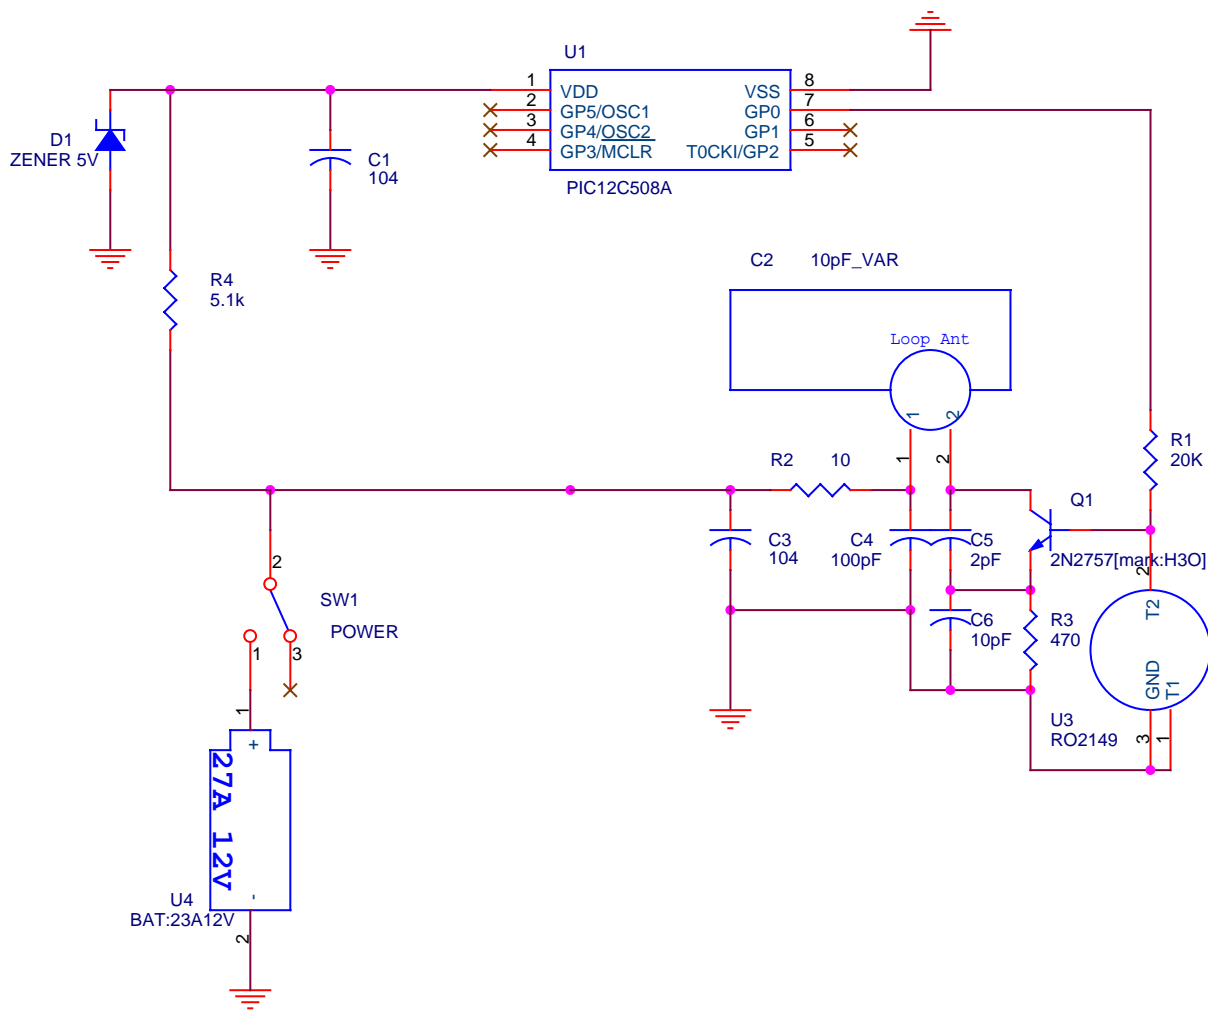 U1
1
VDD
2
GP5/OSC1
3
GP4/OSC2
4
GP3/MCLR
8
VSS
7
GP0
6
GP1
5
T0CKI/GP2
PIC12C508A
D1
ZENER 5V
C1
104
R4
5.1k
C2 10pF_VAR
Loop Ant
1
2
1
2
R2 10
R1
20K
Q1
2N2757[mark:H3O]
C3
104
C4
100pF
C5
2pF
C6
10pF
R3
470
2
T2
GND
T1
3
1
U3
RO2149
2
SW1
POWER
1
3
1
+
27A 12V
-
U4
BAT:23A12V
2